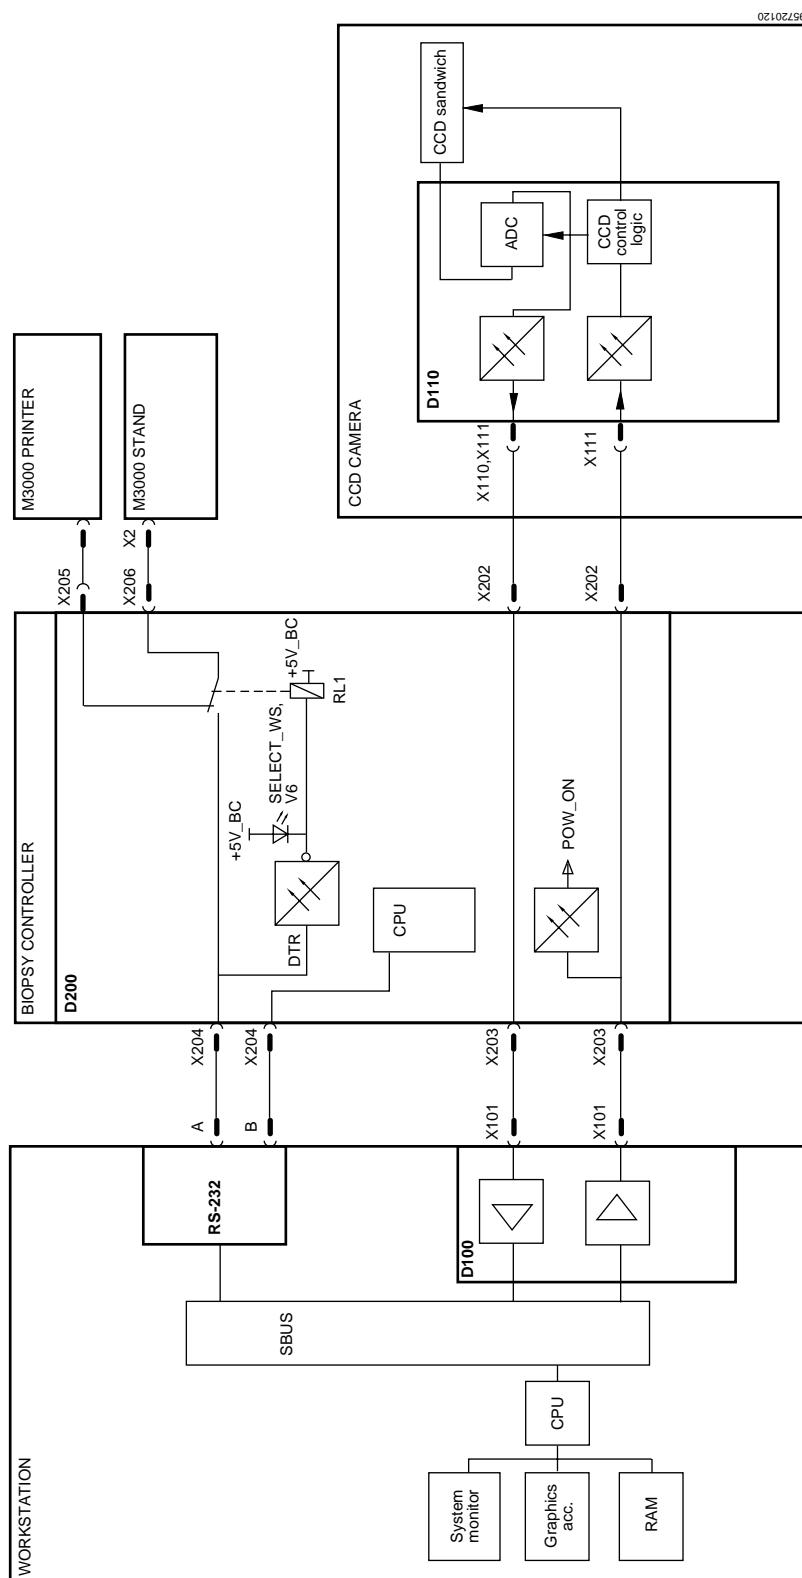 WORKSTATION
System
monitor
Graphics
acc.
RAM
CPU
SBUS
RS-232
D100
A
B
X101
X101
X204
X204
X203
X203
BIOPSY CONTROLLER
D200
DTR
CPU
+5V_BC
SELECT_WS,
V6
+5V_BC
RL1
POW_ON
X205
X206
X2
X202
X202
M3000 PRINTER
M3000 STAND
CCD CAMERA
X110,X111
X111
D110
ADC
CCD
control
logic
CCD sandwich